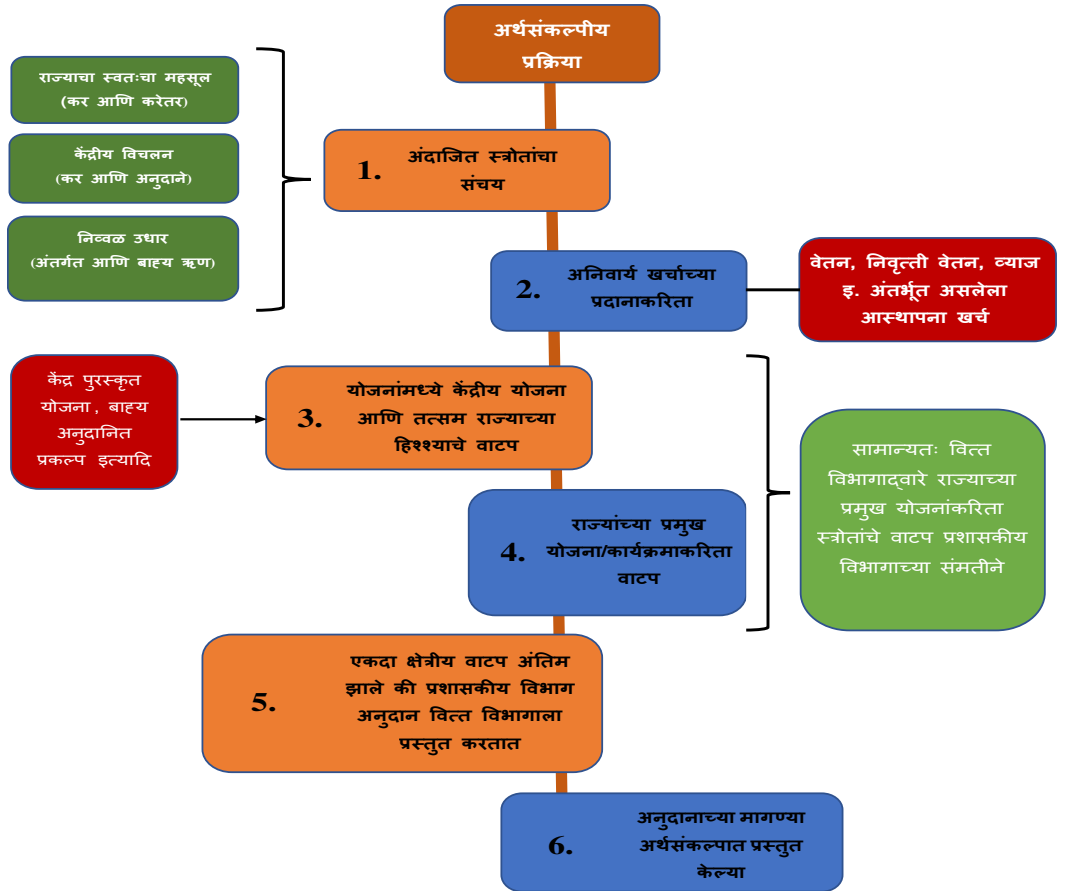 अर्थसंकल्पीय
प्रक्रिया
राज्याचा स्वतःचा महसूल
(कर आणि करेतर)
केंद्रीय विचलन
(कर आणि अनुदाने)
निव्वळ उधार
(अंतर्गत आणि बाह्य ऋण)
1.
अंदाजित स्त्रोतांचा
संचय
2.
अनिवार्य खर्चाच्या
प्रदानाकरिता
वेतन, निवृत्ती वेतन, व्याज
इ. अंतर्भूत असलेला
आस्थापना खर्च
केंद्र पुरस्कृत
योजना, बाह्य
अनुदानित
प्रकल्प इत्यादि
3.
योजनांमध्ये केंद्रीय योजना
आणि तत्सम राज्याच्या
हिश्श्याचे वाटप
4.
राज्यांच्या प्रमुख
योजना/कार्यक्रमाकरिता
वाटप
सामान्यतः वित्त
विभागाद्वारे राज्याच्या
प्रमुख योजनांकरिता
स्त्रोतांचे वाटप प्रशासकीय
विभागाच्या संमतीने
5.
एकदा क्षेत्रीय वाटप अंतिम
झाले की प्रशासकीय विभाग
अनुदान वित्त विभागाला
प्रस्तुत करतात
6.
अनुदानाच्या मागण्या
अर्थसंकल्पात प्रस्तुत
केल्या